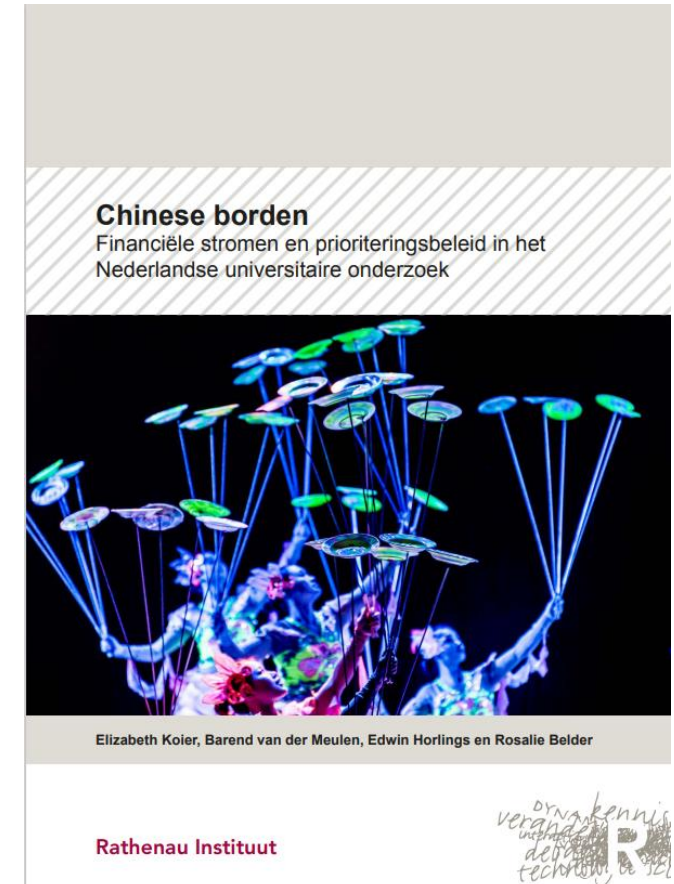 Chinese borden
Financiële stromen en prioriteringsbeleid in het
Nederlandse universitaire onderzoek
Elizabeth Koier, Barend van der Meulen, Edwin Horlings en Rosalie Belder
Rathenau Instituut
kennis
R